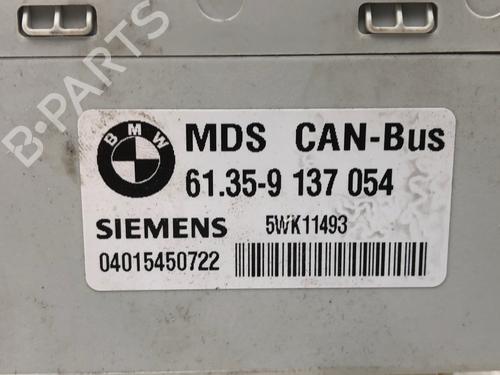 B-PARTS
BMW
MDS CAN-Bus
61.35-9 137 054
SIEMENS 5WK11493
04015450722